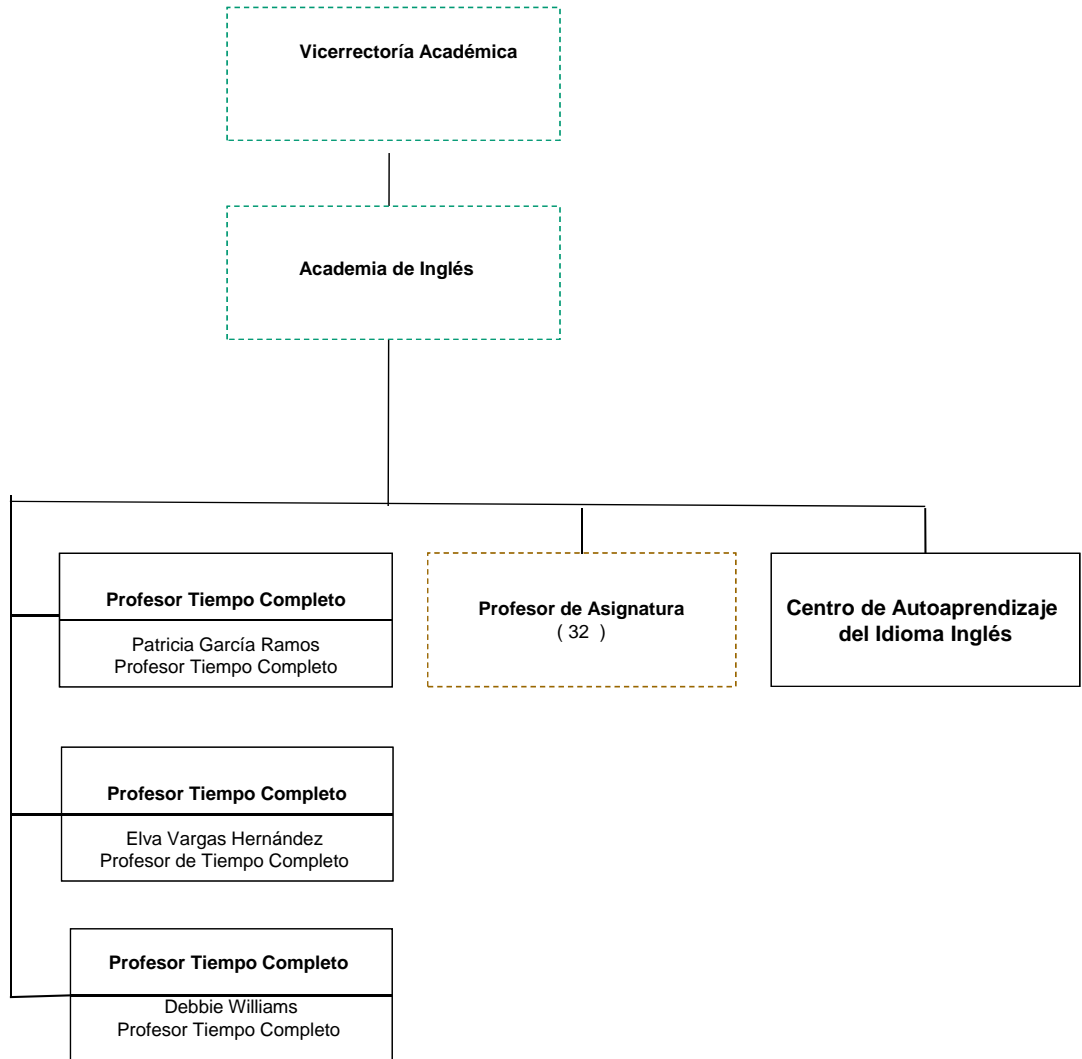 Vicerrectoría Académica
Academia de Inglés
Profesor Tiempo Completo
Patricia García Ramos
Profesor Tiempo Completo
Profesor de Asignatura
( 32 )
Centro de Autoaprendizaje
del Idioma Inglés
Profesor Tiempo Completo
Elva Vargas Hernández
Profesor de Tiempo Completo
Profesor Tiempo Completo
Debbie Williams
Profesor Tiempo Completo